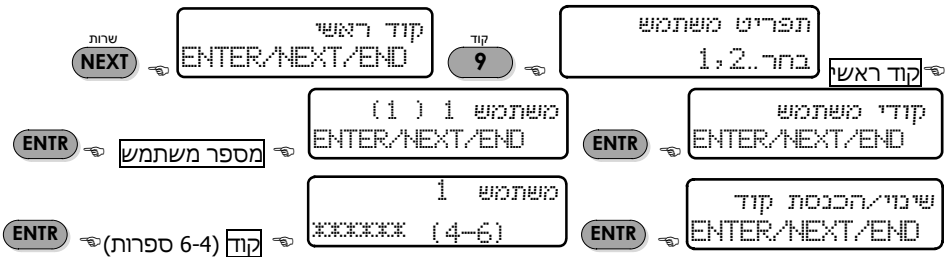 קוד ראשי
תפריט משתמש
בחר..1,2
קוד
9
קוד ראשי
ENTER/NEXT/END
שרות
NEXT
קודי משתמש
ENTER/NEXT/END
ENTR
משתמש 1 ( 1)
ENTER/NEXT/END
מספר משתמש
ENTR
שינוי/הכנסת קוד
ENTER/NEXT/END
ENTR
משתמש 1
****** (4-6)
קוד (6-4 ספרות)
ENTR